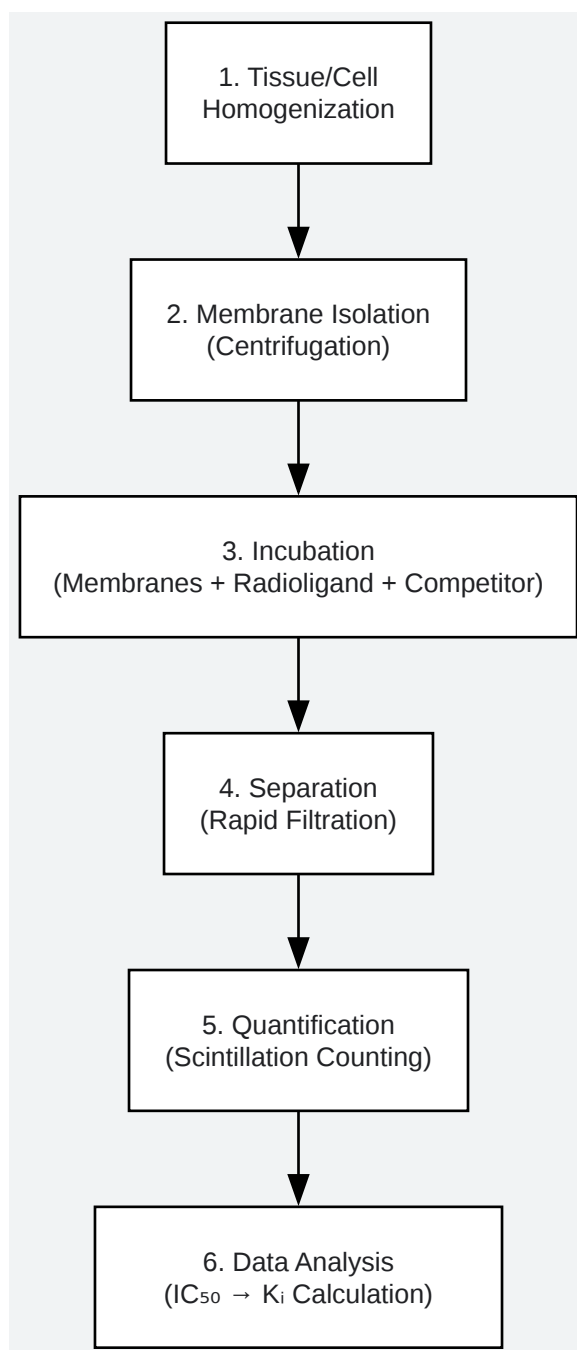 1. Tissue/Cell
Homogenization
2. Membrane Isolation
(Centrifugation)
3. Incubation
(Membranes + Radioligand + Competitor)
4. Separation
(Rapid Filtration)
5. Quantification
(Scintillation Counting)
6. Data Analysis
(IC₅₀ → Kᵢ Calculation)